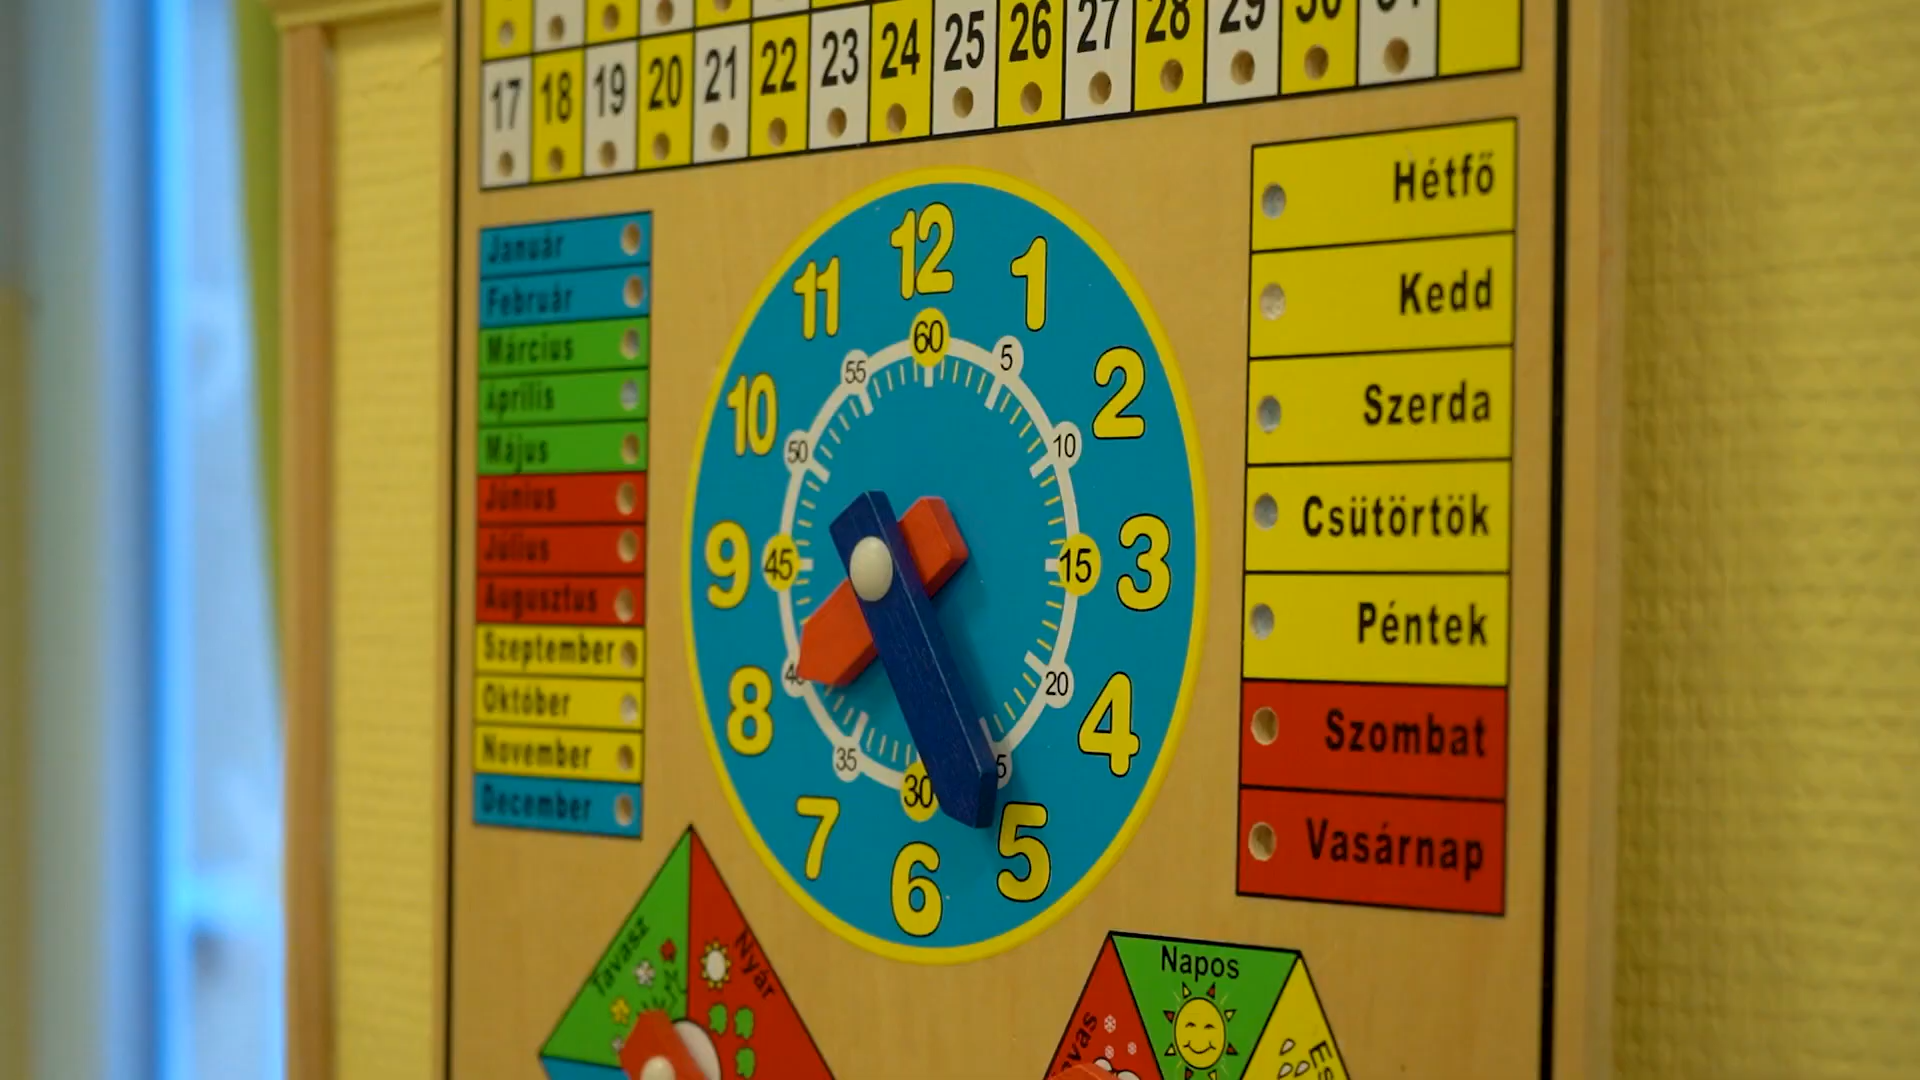 17 18 19 20 21 22 23 24 25 26 27 28 29 30 31
Január
Február
Március
Április
Május
Június
Július
Augusztus
Szeptember
Október
November
December
12
1
2
3
4
5
6
7
8
9
10
11
60
5
10
15
20
30
35
45
50
55
Hétfő
Kedd
Szerda
Csütörtök
Péntek
Szombat
Vasárnap
Tavasz
Nyár
Napos